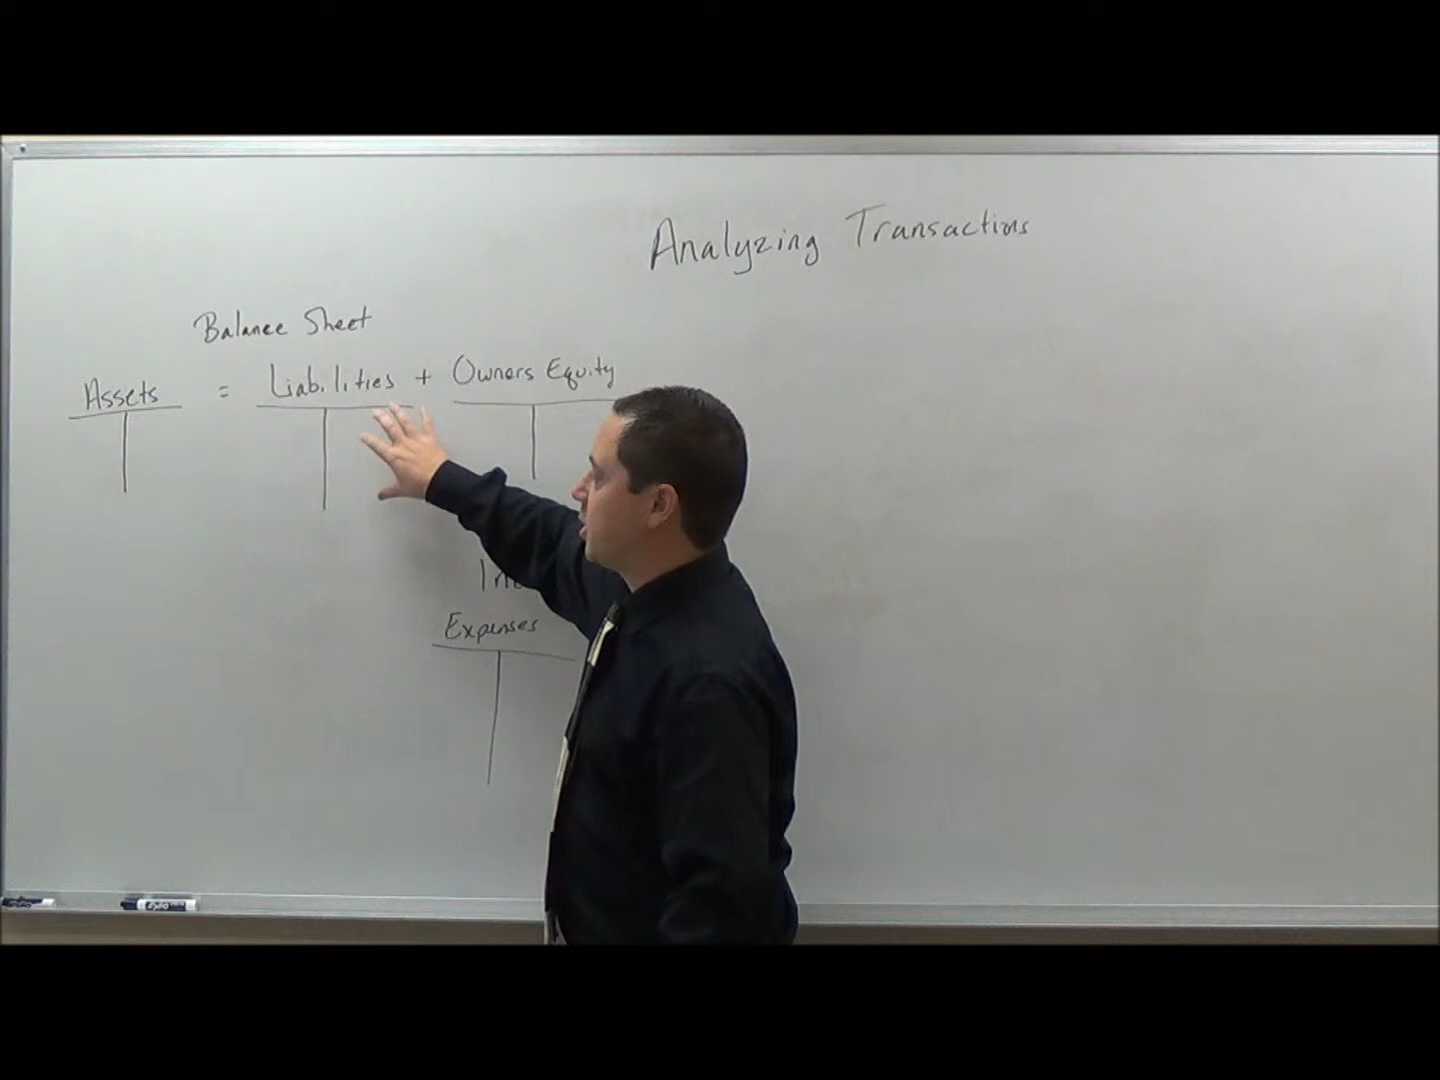 Analyzing Transactions
Balance Sheet
Assets = Liabilities + Owners Equity
Expenses